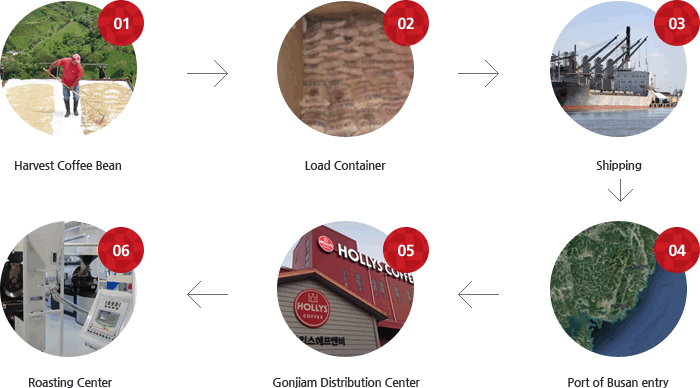 01
02
03
Harvest Coffee Bean
Load Container
Shipping
04
Port of Busan entry
05
HOLLYS COFFE
HOLLYS
COFFEE
Gonjiam Distribution Center
06
Roasting Center